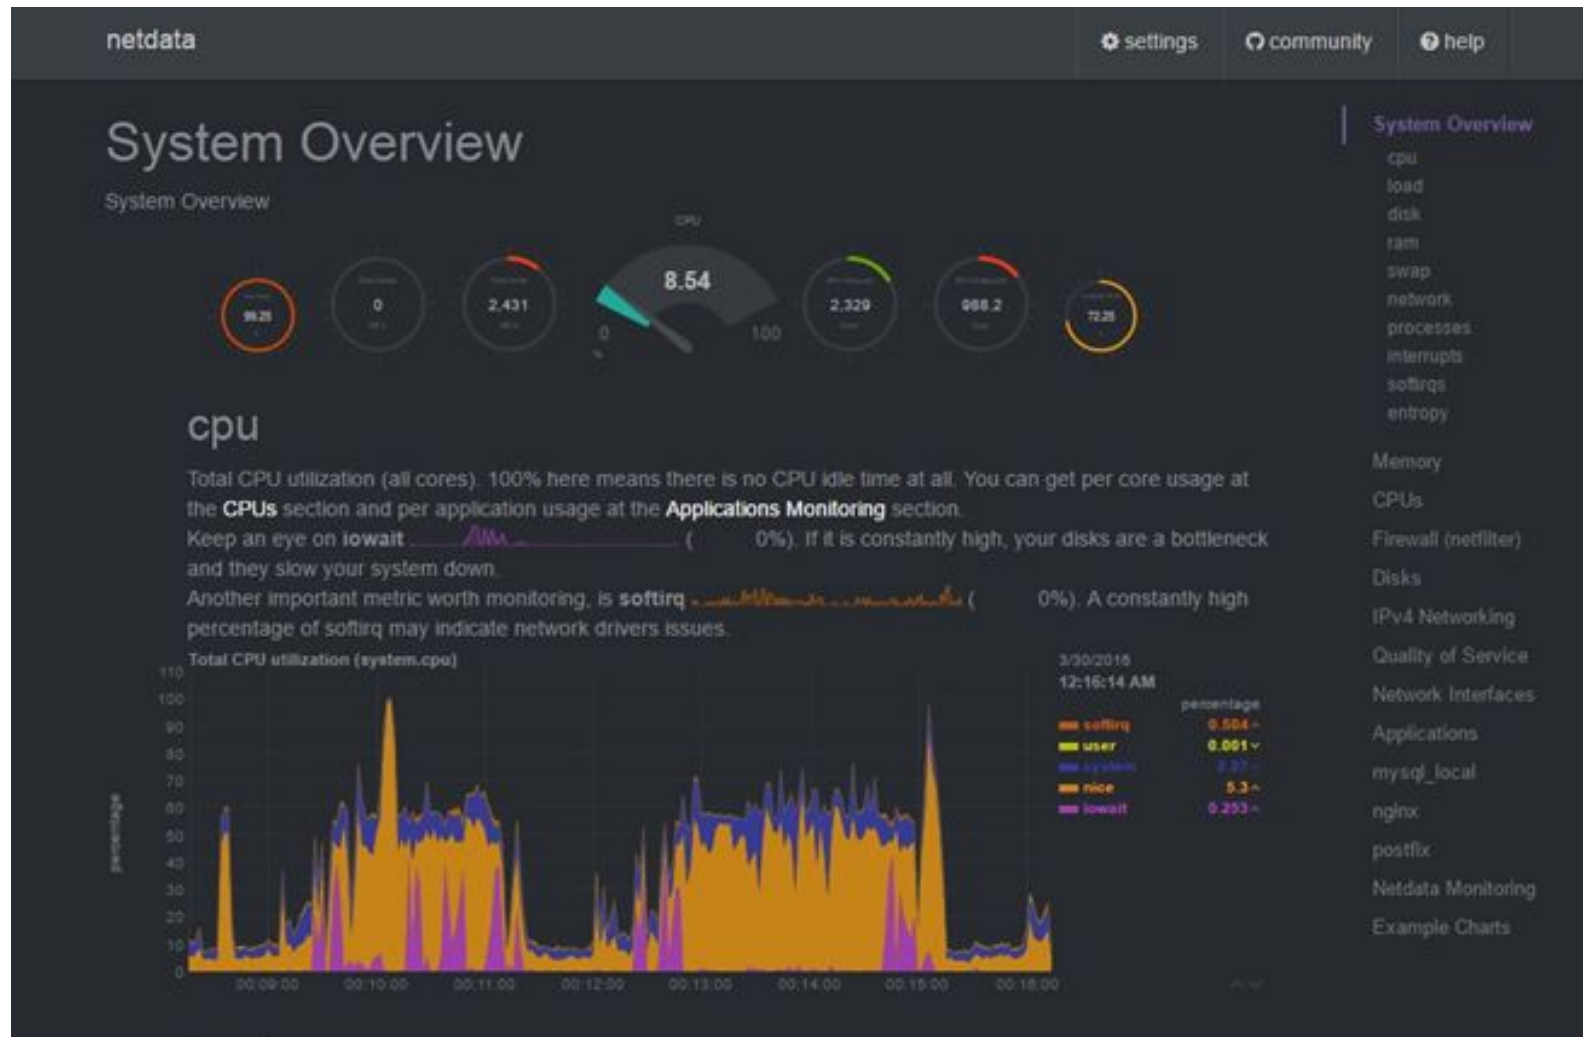 netdata
settings
community
help
System Overview
System Overview
CPU
99.25
0
2,431
8.54
0
100
2,329
968.2
72.25
cpu
Total CPU utilization (all cores). 100% here means there is no CPU idle time at all. You can get per core usage at
the CPUs section and per application usage at the Applications Monitoring section.
Keep an eye on iowait ( 0%). If it is constantly high, your disks are a bottleneck
and they slow your system down.
Another important metric worth monitoring, is softirq ( 0%). A constantly high
percentage of softirq may indicate network drivers issues.
Total CPU utilization (system.cpu)
3/30/2016
12:16:14 AM
percentage
softirq 0.504
user 0.001
system
nice 5.3
iowait 0.253
percentage
110
100
90
80
70
60
50
40
30
20
10
0
00:09:00
00:10:00
00:11:00
00:12:00
00:13:00
00:14:00
00:15:00
00:16:00
System Overview
cpu
load
disk
ram
swap
network
processes
interrupts
softirqs
entropy
Memory
CPUs
Firewall (netfilter)
Disks
IPv4 Networking
Quality of Service
Network Interfaces
Applications
mysql_local
nginx
postfix
Netdata Monitoring
Example Charts